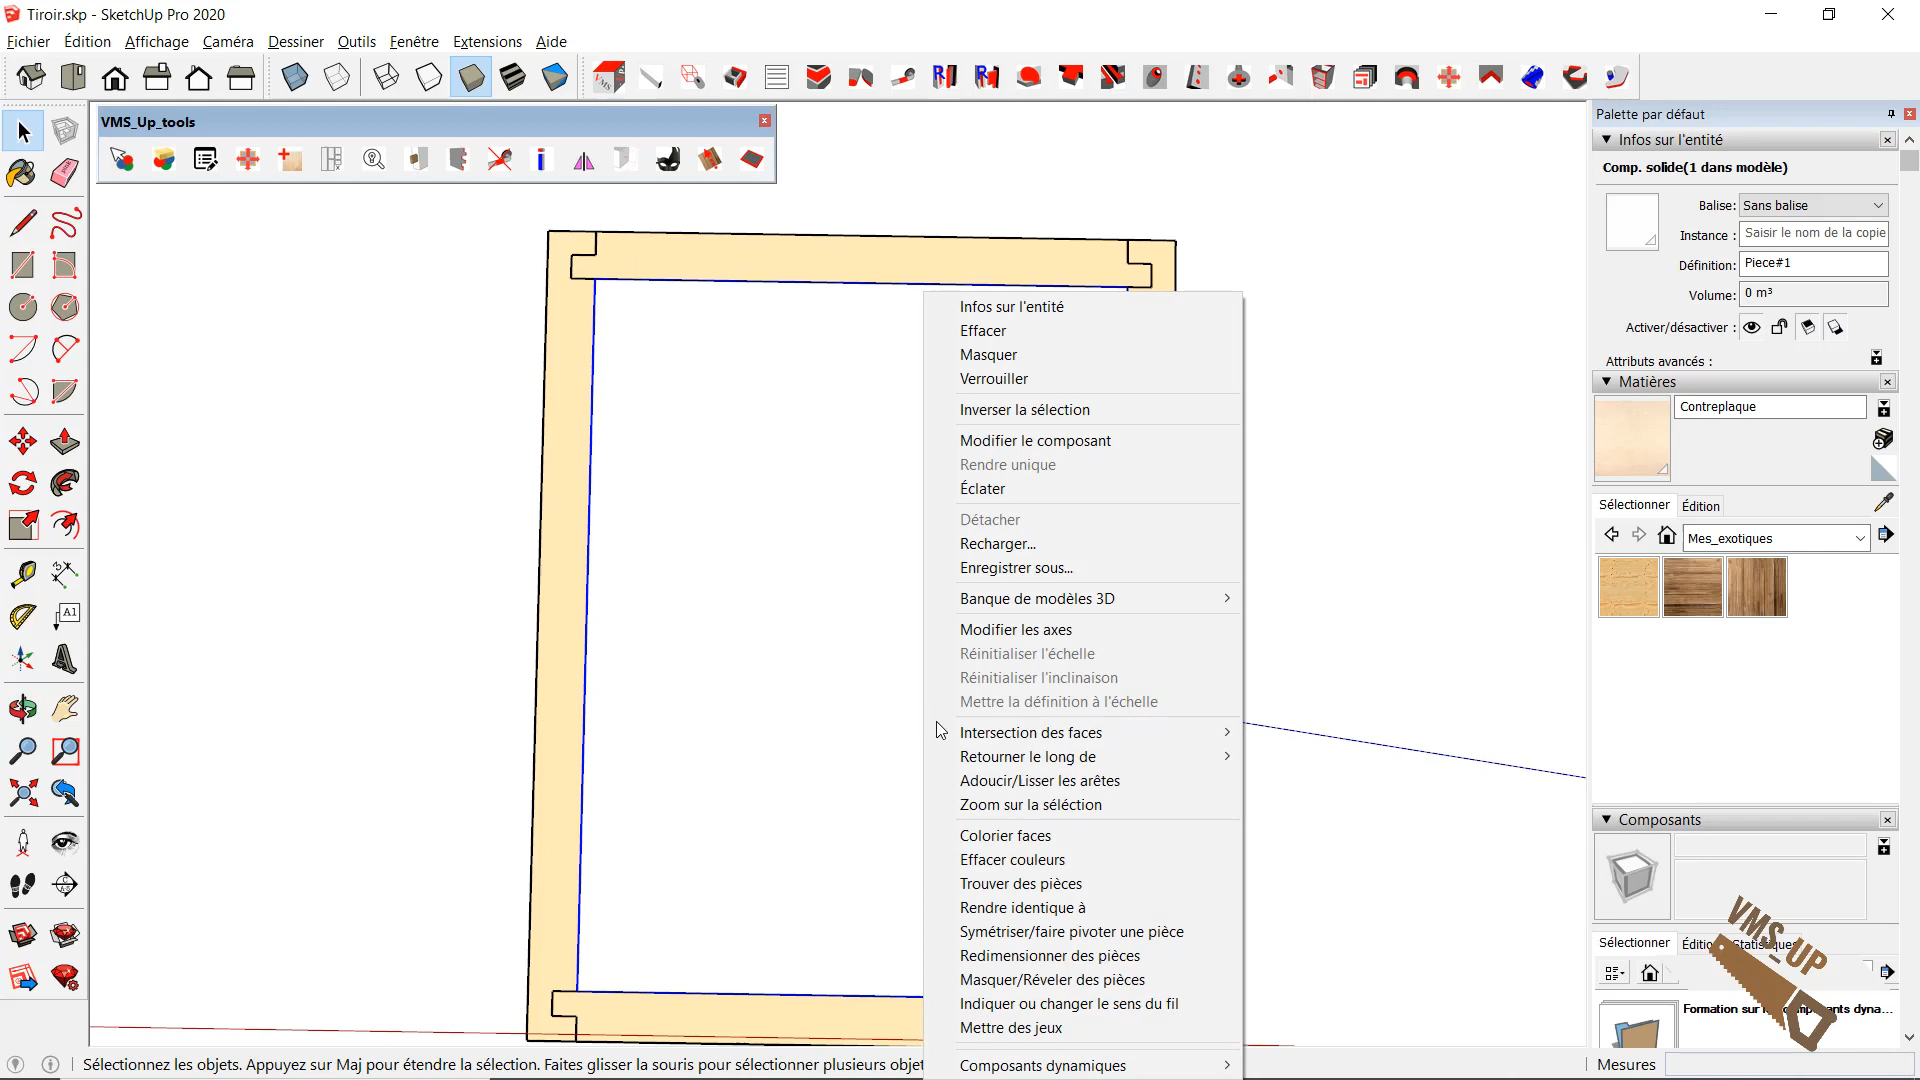 Tiroir.skp - SketchUp Pro 2020
Fichier Édition Affichage Caméra Dessiner Outils Fenêtre Extensions Aide
VMS_Up_tools
Palette par défaut
Infos sur l'entité
Comp. solide(1 dans modèle)
Balise: Sans balise
Instance : Saisir le nom de la copie
Définition: Piece#1
Volume: 0 m³
Activer/désactiver :
Attributs avancés :
Matières
Contreplaque
Sélectionner Édition
Mes_exotiques
Composants
Sélectionner Éditio Statistiques
Formation sur composants dyna...
VMS_UP
Infos sur l'entité
Effacer
Masquer
Verrouiller
Inverser la sélection
Modifier le composant
Rendre unique
Éclater
Détacher
Recharger...
Enregistrer sous...
Banque de modèles 3D
Modifier les axes
Réinitialiser l'échelle
Réinitialiser l'inclinaison
Mettre la définition à l'échelle
Intersection des faces
Retourner le long de
Adoucir/Lisser les arêtes
Zoom sur la séléction
Colorier faces
Effacer couleurs
Trouver des pièces
Rendre identique à
Symétriser/faire pivoter une pièce
Redimensionner des pièces
Masquer/Réveler des pièces
Indiquer ou changer le sens du fil
Mettre des jeux
Composants dynamiques
Sélectionnez les objets. Appuyez sur Maj pour étendre la sélection. Faites glisser la souris pour sélectionner plusieurs objet
Mesures